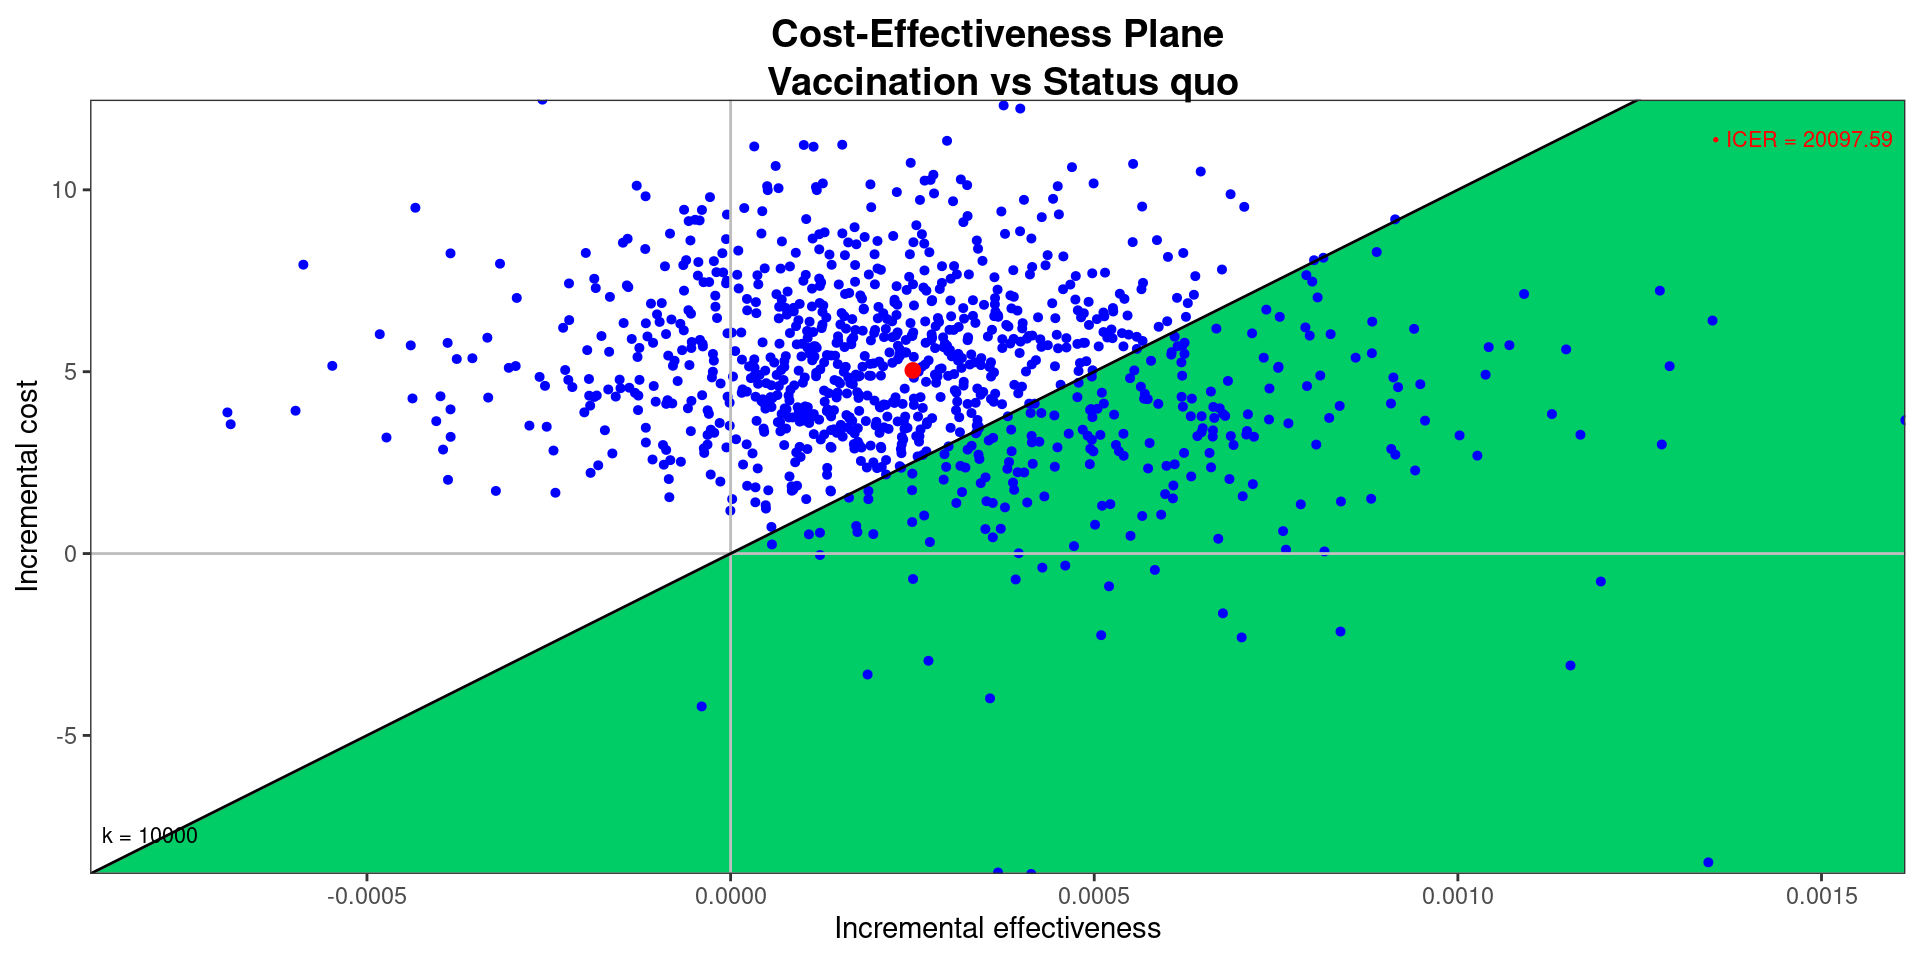 Cost-Effectiveness Plane
Vaccination vs Status quo
• ICER = 20097.59
10
5
0
-5
Incremental cost
k = 10000
-0.0005
0.0000
0.0005
0.0010
0.0015
Incremental effectiveness